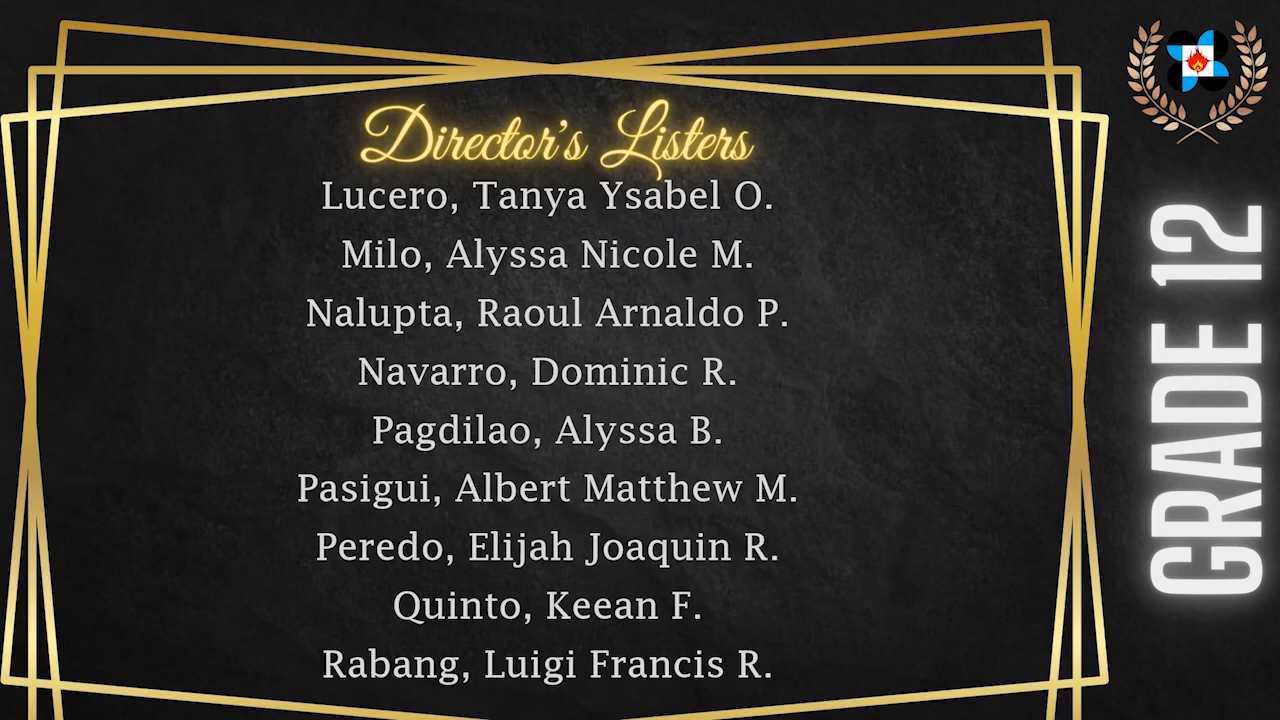 Director's Listers
Lucero, Tanya Ysabel O.
Milo, Alyssa Nicole M.
Nalupta, Raoul Arnaldo P.
Navarro, Dominic R.
Pagdilao, Alyssa B.
Pasigui, Albert Matthew M.
Peredo, Elijah Joaquin R.
Quinto, Keean F.
Rabang, Luigi Francis R.
GRADE 12